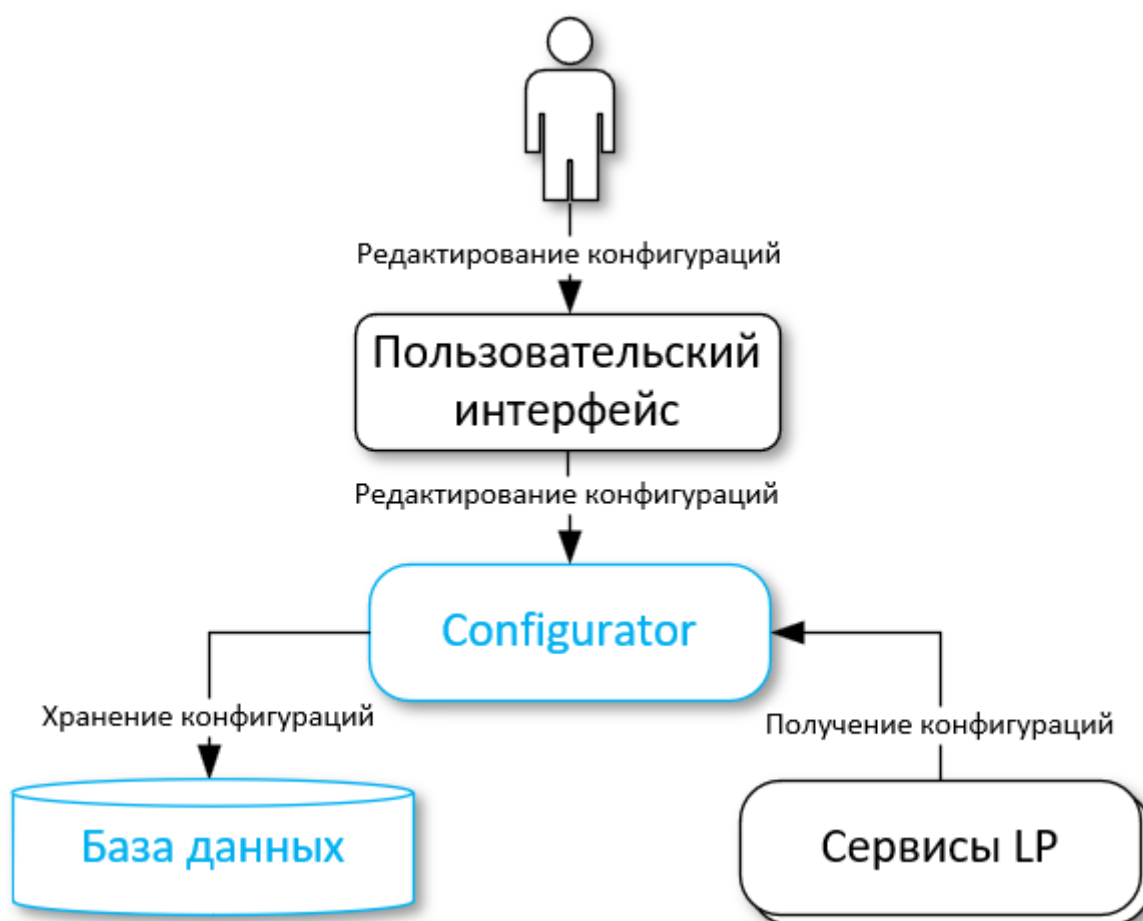 Редактирование конфигураций
Пользовательский
интерфейс
Редактирование конфигураций
Configurator
Хранение конфигураций
Получение конфигураций
База данных
Сервисы LP